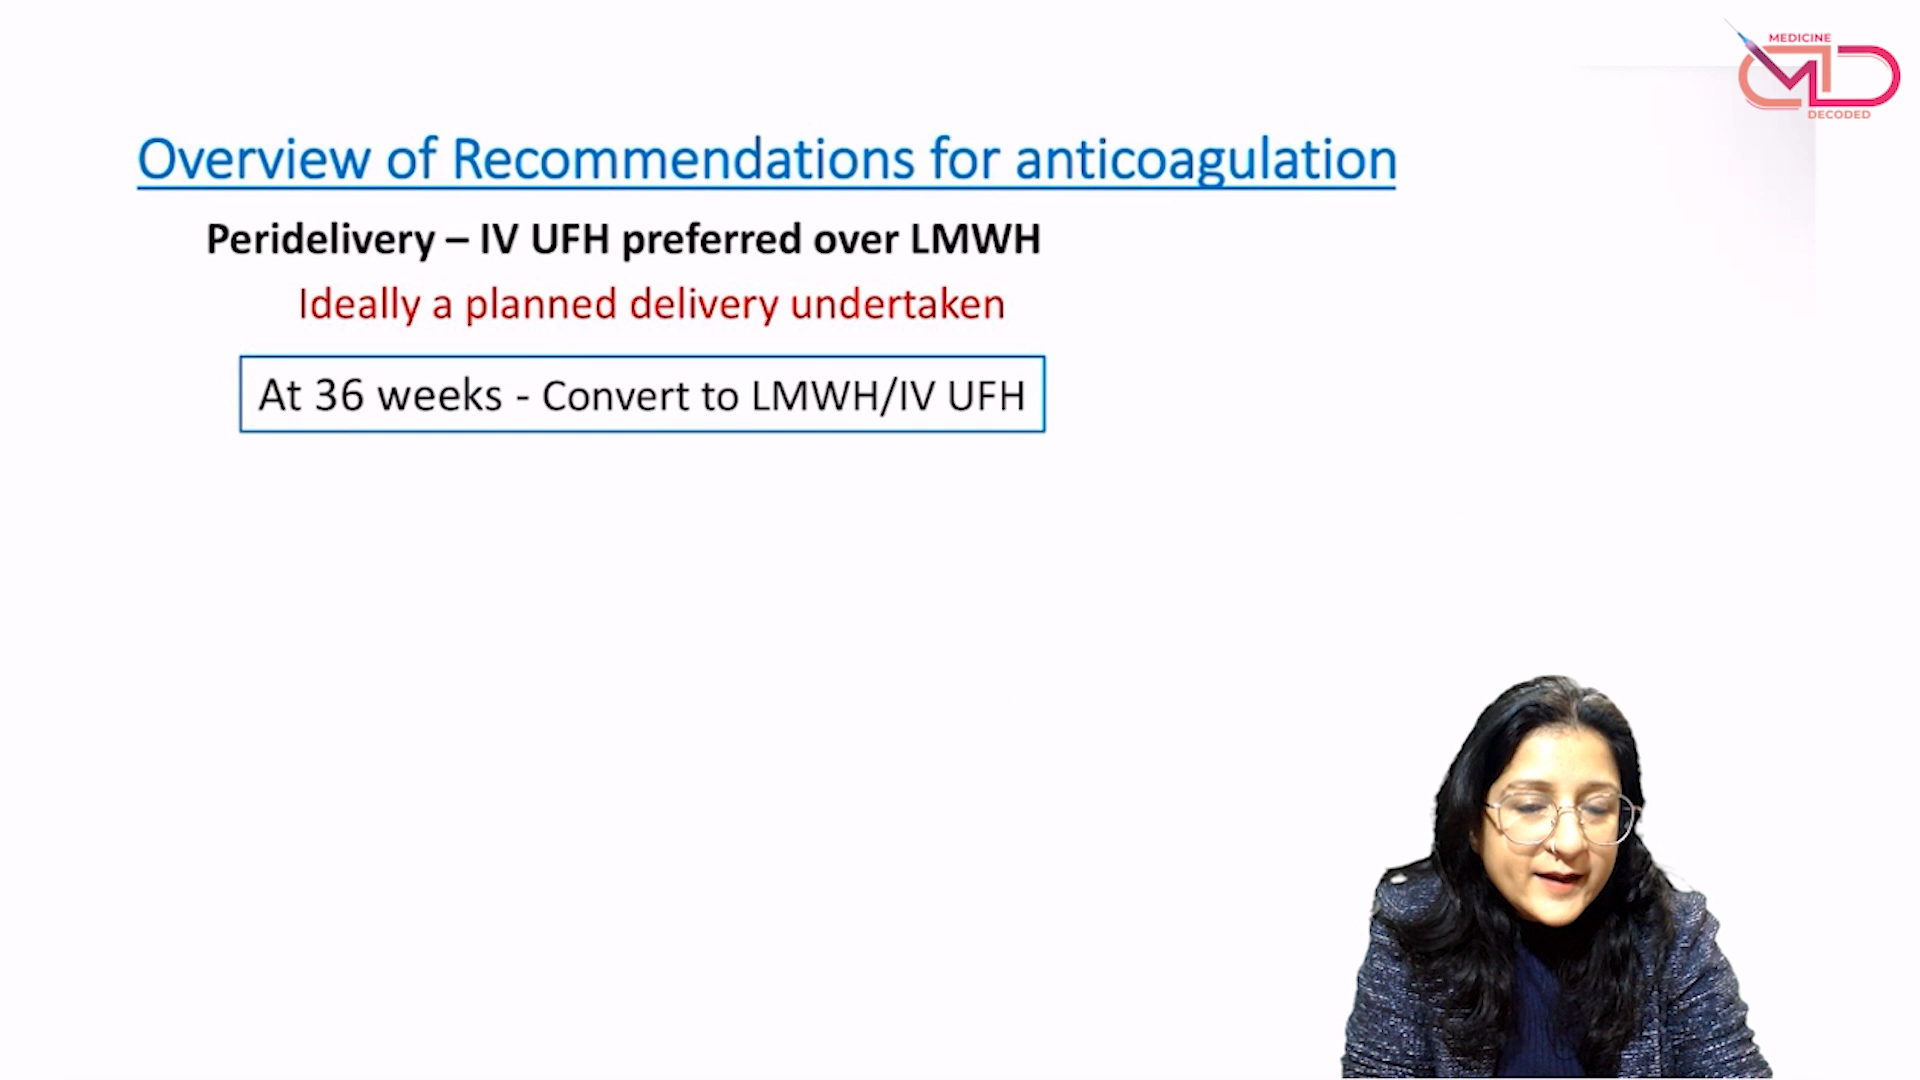 MEDICINE
DECODED
Overview of Recommendations for anticoagulation
Peridelivery – IV UFH preferred over LMWH
Ideally a planned delivery undertaken
At 36 weeks - Convert to LMWH/IV UFH